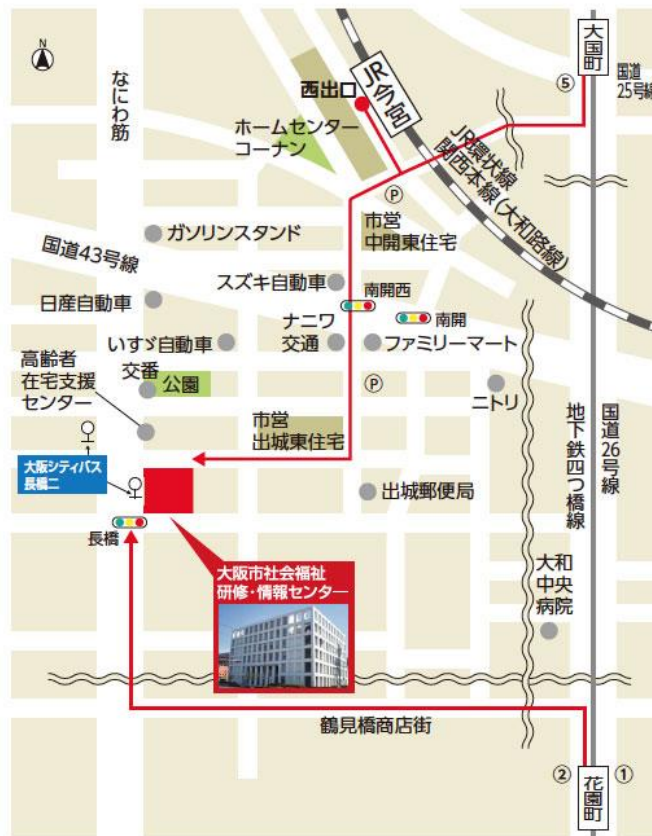 N
大国町
⑤
国道
25号線
なにわ筋
西出口
JR今宮
ホームセンター
コーナン
JR環状線
関西本線(大和路線)
Ⓟ
ガソリンスタンド
市営
中開東住宅
国道43号線
スズキ自動車
日産自動車
南開西
南開
ナニワ
交通
いすゞ自動車
ファミリーマート
高齢者
在宅支援
センター
交番
公園
Ⓟ
ニトリ
市営
出城東住宅
地下鉄四つ橋線
国道26号線
大阪シティバス
長橋二
出城郵便局
長橋
大阪市社会福祉
研修・情報センター
大和
中央
病院
鶴見橋商店街
②
花園町
①